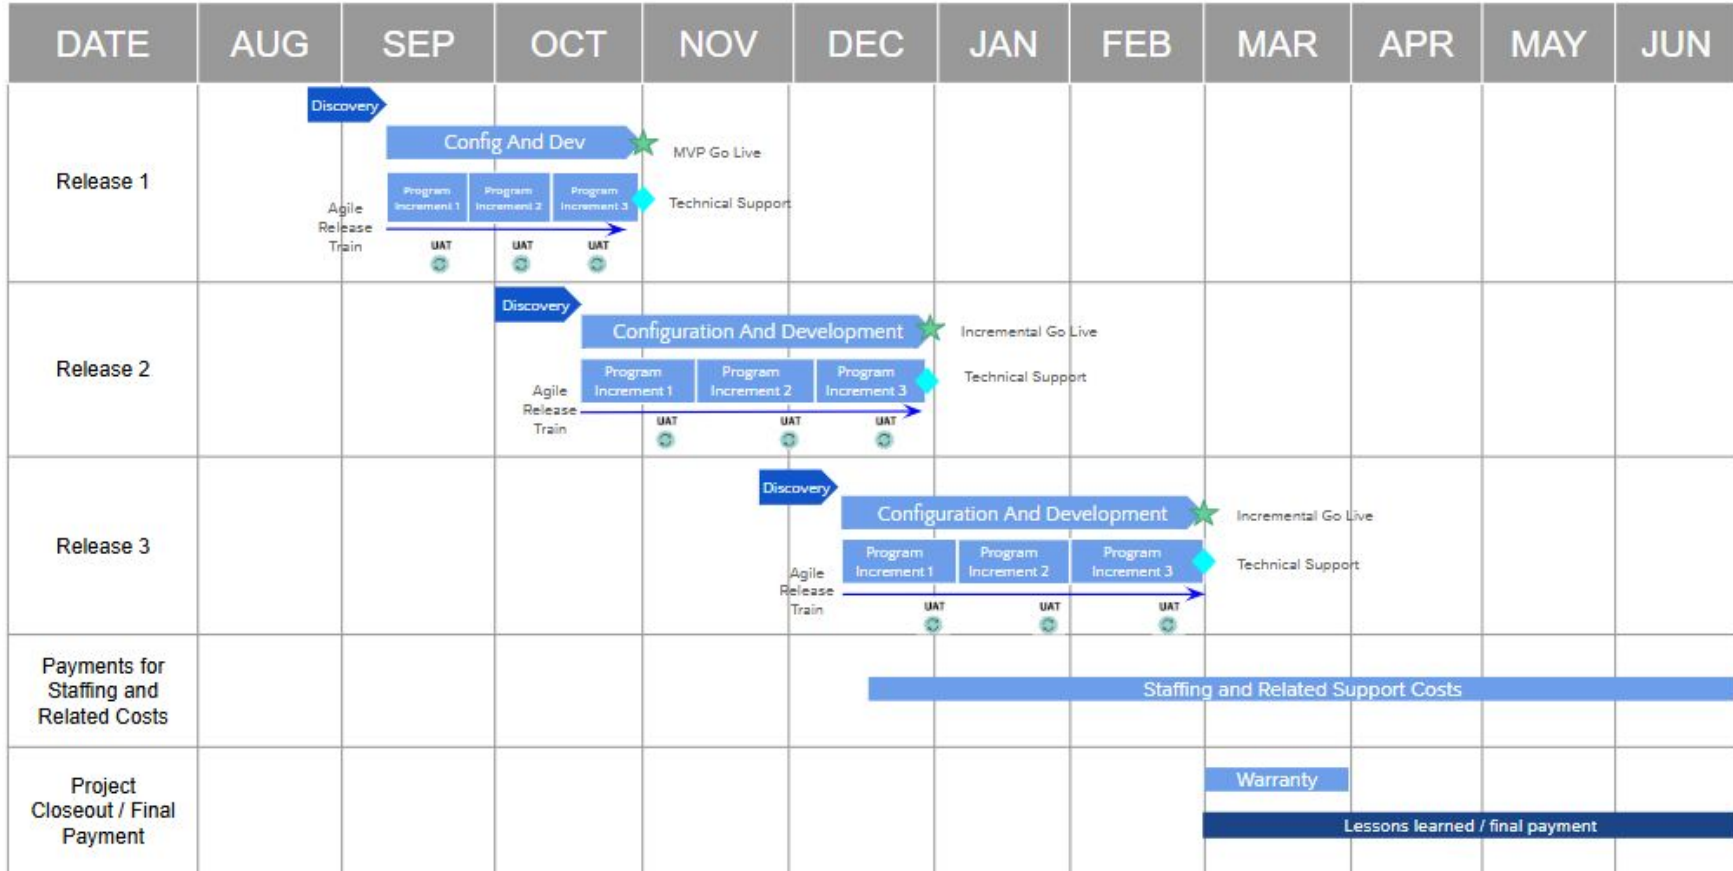 DATE AUG SEP OCT NOV DEC JAN FEB MAR APR MAY JUN
Release 1
Discovery
Config And Dev
MVP Go Live
Program
Increment 1
Program
Increment 2
Program
Increment 3
Technical Support
Agile
Release
Train
UAT
UAT
UAT
Release 2
Discovery
Configuration And Development
Incremental Go Live
Program
Increment 1
Program
Increment 2
Program
Increment 3
Technical Support
Agile
Release
Train
UAT
UAT
UAT
Release 3
Discovery
Configuration And Development
Incremental Go Live
Program
Increment 1
Program
Increment 2
Program
Increment 3
Technical Support
Agile
Release
Train
UAT
UAT
UAT
Payments for
Staffing and
Related Costs
Staffing and Related Support Costs
Project
Closeout / Final
Payment
Warranty
Lessons learned / final payment